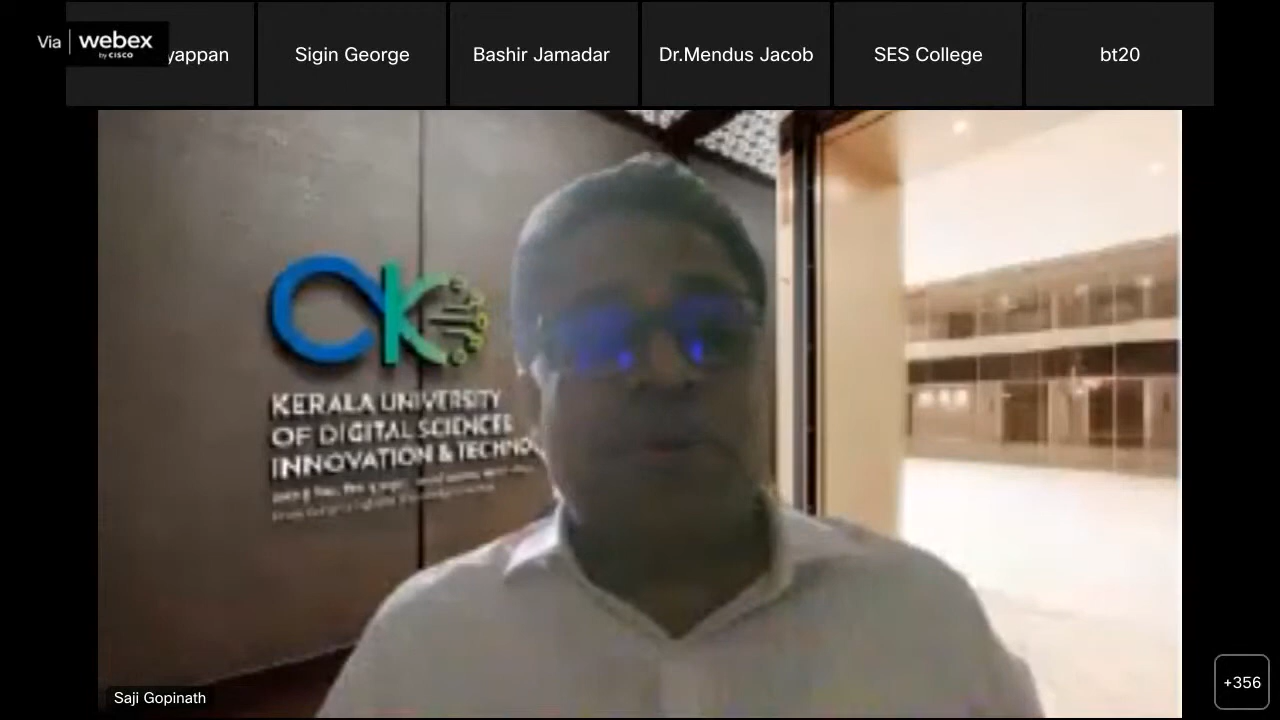 Via webex
by CISCO
yappan
Sigin George
Bashir Jamadar
Dr.Mendus Jacob
SES College
bt20
KERALA UNIVERSITY
OF DIGITAL SCIENCES
INNOVATION & TECHNO
Saji Gopinath
+356